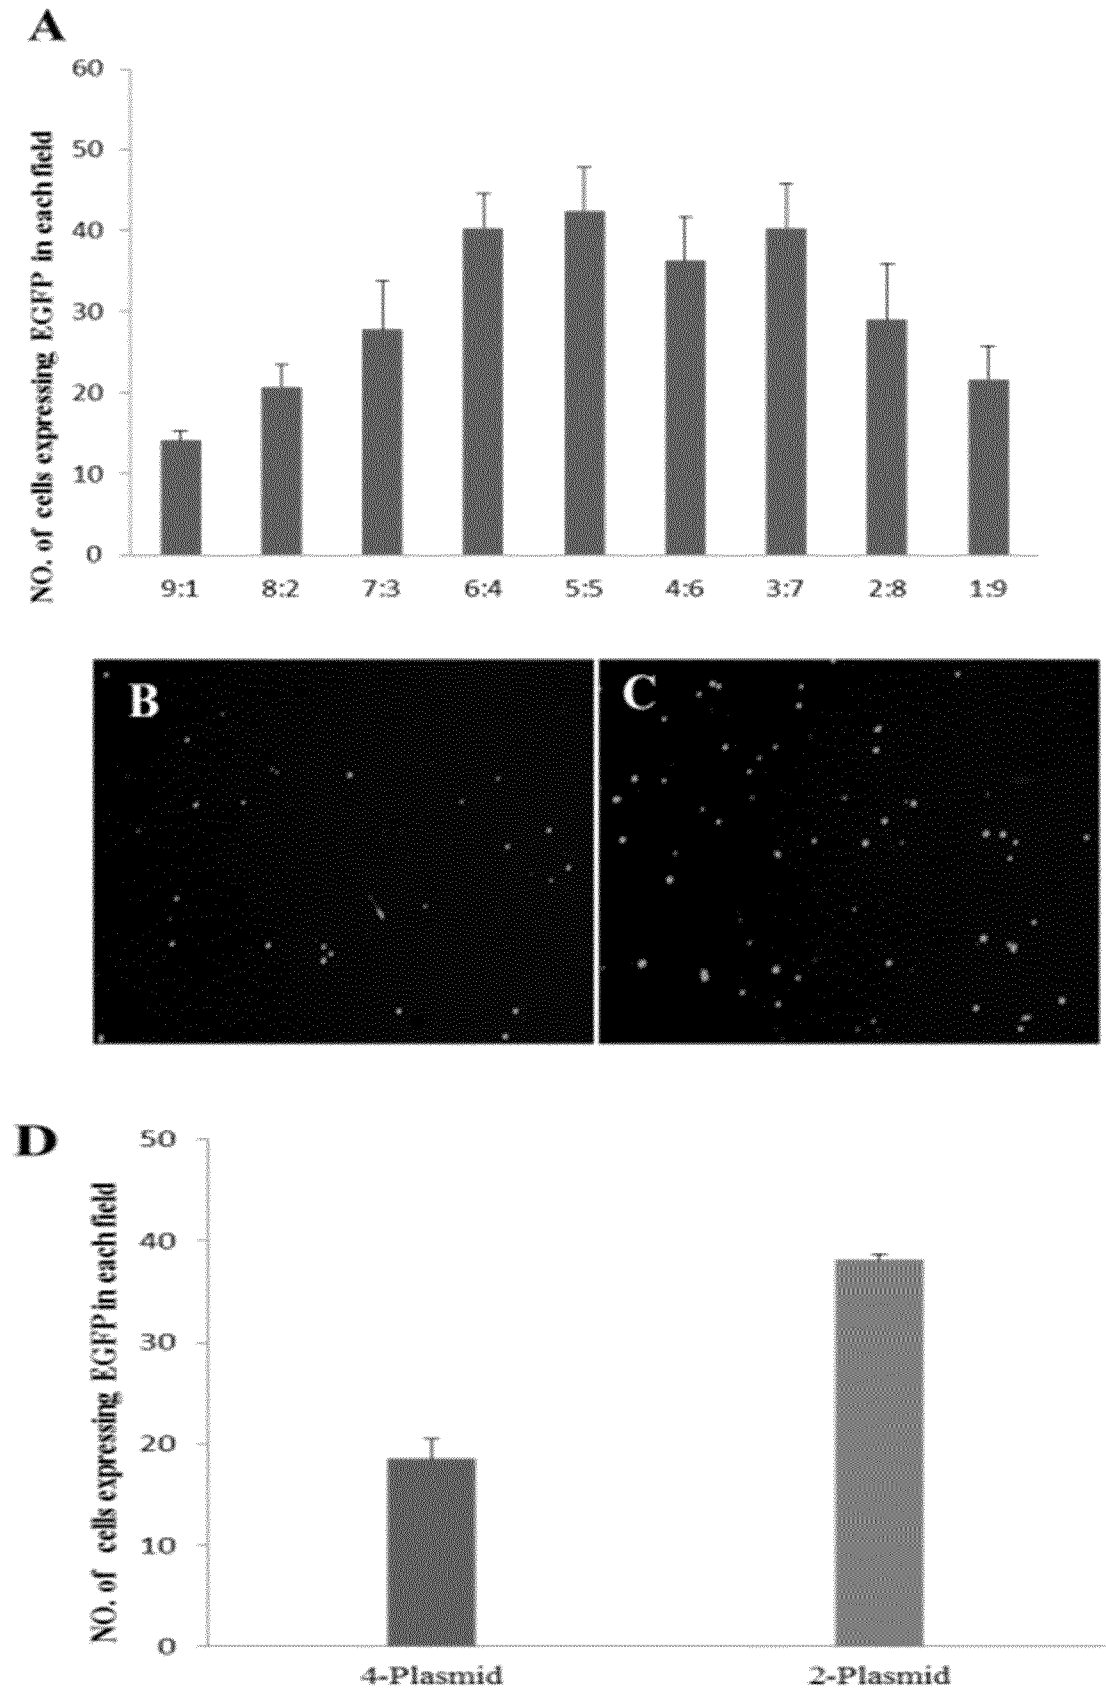 A
NO. of cells expressing EGFP in each field
60
50
40
30
20
10
0
9:1 8:2 7:3 6:4 5:5 4:6 3:7 2:8 1:9
B
C
D
NO. of cells expressing EGFP in each field
50
40
30
20
10
0
4-Plasmid 2-Plasmid